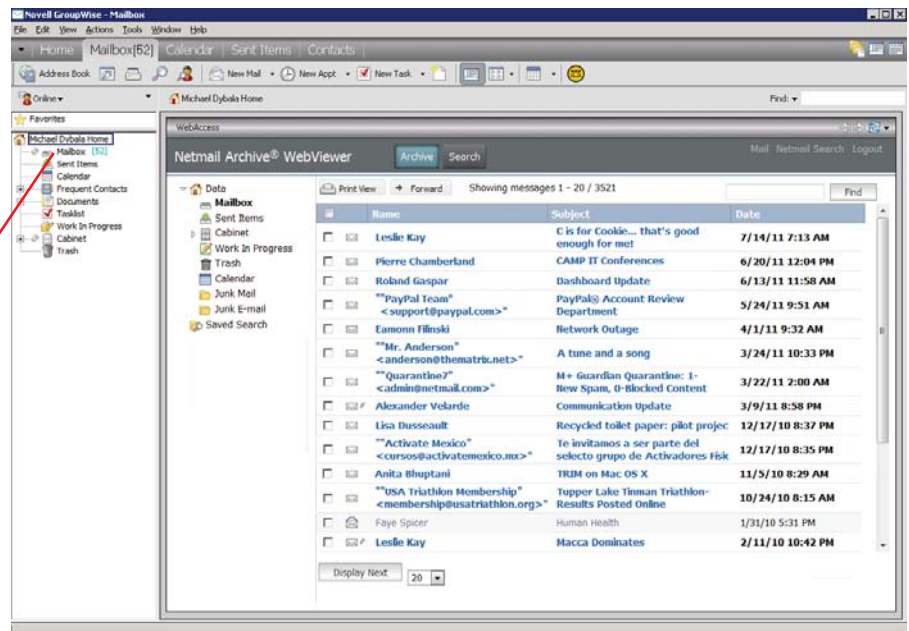 Novell GroupWise - Mailbox
File Edit View Actions Tools Window Help
Home Mailbox[52] Calendar Sent Items Contacts
Address Book New Mail New Appt New Task
Online
Michael Dybala Home
Find:
Favorites
Michael Dybala Home
Mailbox [52]
Sent Items
Calendar
Frequent Contacts
Documents
Tasklist
Work In Progress
Cabinet
Trash
WebAccess
Netmail Archive® WebViewer
Archive Search
Mail Netmail Search Logout
Data
Mailbox
Sent Items
Cabinet
Work In Progress
Trash
Calendar
Junk Mail
Junk E-mail
Saved Search
Print View Forward Showing messages 1 - 20 / 3521 Find
Name Subject Date
Leslie Kay C is for Cookie... that's good enough for me! 7/14/11 7:13 AM
Pierre Chamberland CAMP IT Conferences 6/20/11 12:04 PM
Roland Gaspar Dashboard Update 6/13/11 11:58 AM
""PayPal Team" <support@paypal.com>" PayPal® Account Review Department 5/24/11 9:51 AM
Eamonn Filinski Network Outage 4/1/11 9:32 AM
""Mr. Anderson" <anderson@thematrix.net>" A tune and a song 3/24/11 10:33 PM
""Quarantine7" <admin@netmail.com>" M+ Guardian Quarantine: 1-New Spam, 0-Blocked Content 3/22/11 2:00 AM
Alexander Velarde Communication Update 3/9/11 8:58 PM
Lisa Dusseault Recycled toilet paper: pilot projec 12/17/10 8:37 PM
""Activate Mexico" <cursos@activatemexico.mx>" Te invitamos a ser parte del selecto grupo de Activadores Físic 12/17/10 8:35 PM
Anita Bhuptani TRIM on Mac OS X 11/5/10 8:29 AM
""USA Triathlon Membership" <membership@usatriathlon.org>" Tupper Lake Tinman Triathlon-Results Posted Online 10/24/10 8:15 AM
Faye Spicer Human Health 1/31/10 5:31 PM
Leslie Kay Macca Dominates 2/11/10 10:42 PM
Display Next 20